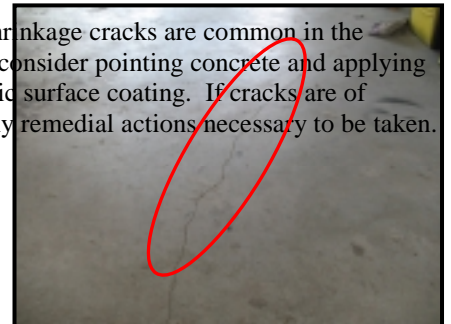 rinkage cracks are common in the
consider pointing concrete and applying
ic surface coating. If cracks are of
y remedial actions necessary to be taken.